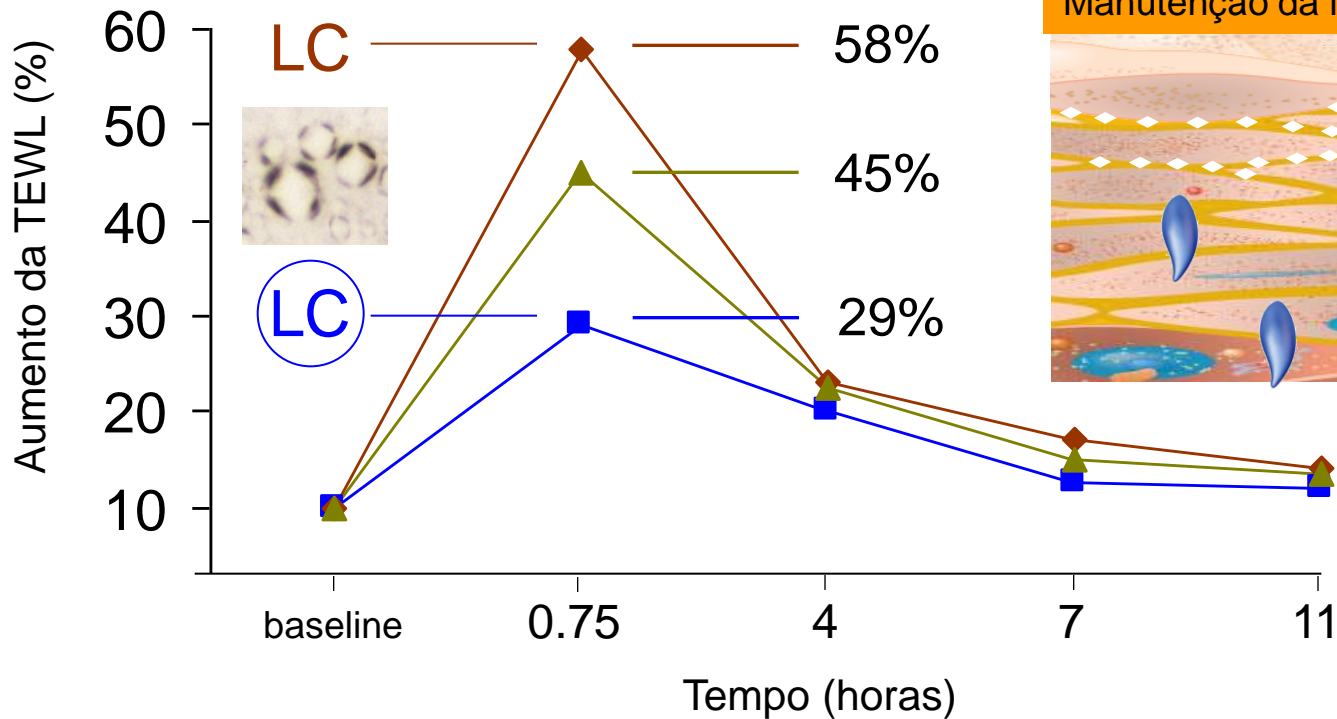 Manutenção da
60
LC
58%
50
45%
40
30
LC
29%
20
10
Aumento da TEWL (%)
baseline
0.75
4
7
11
Tempo (horas)